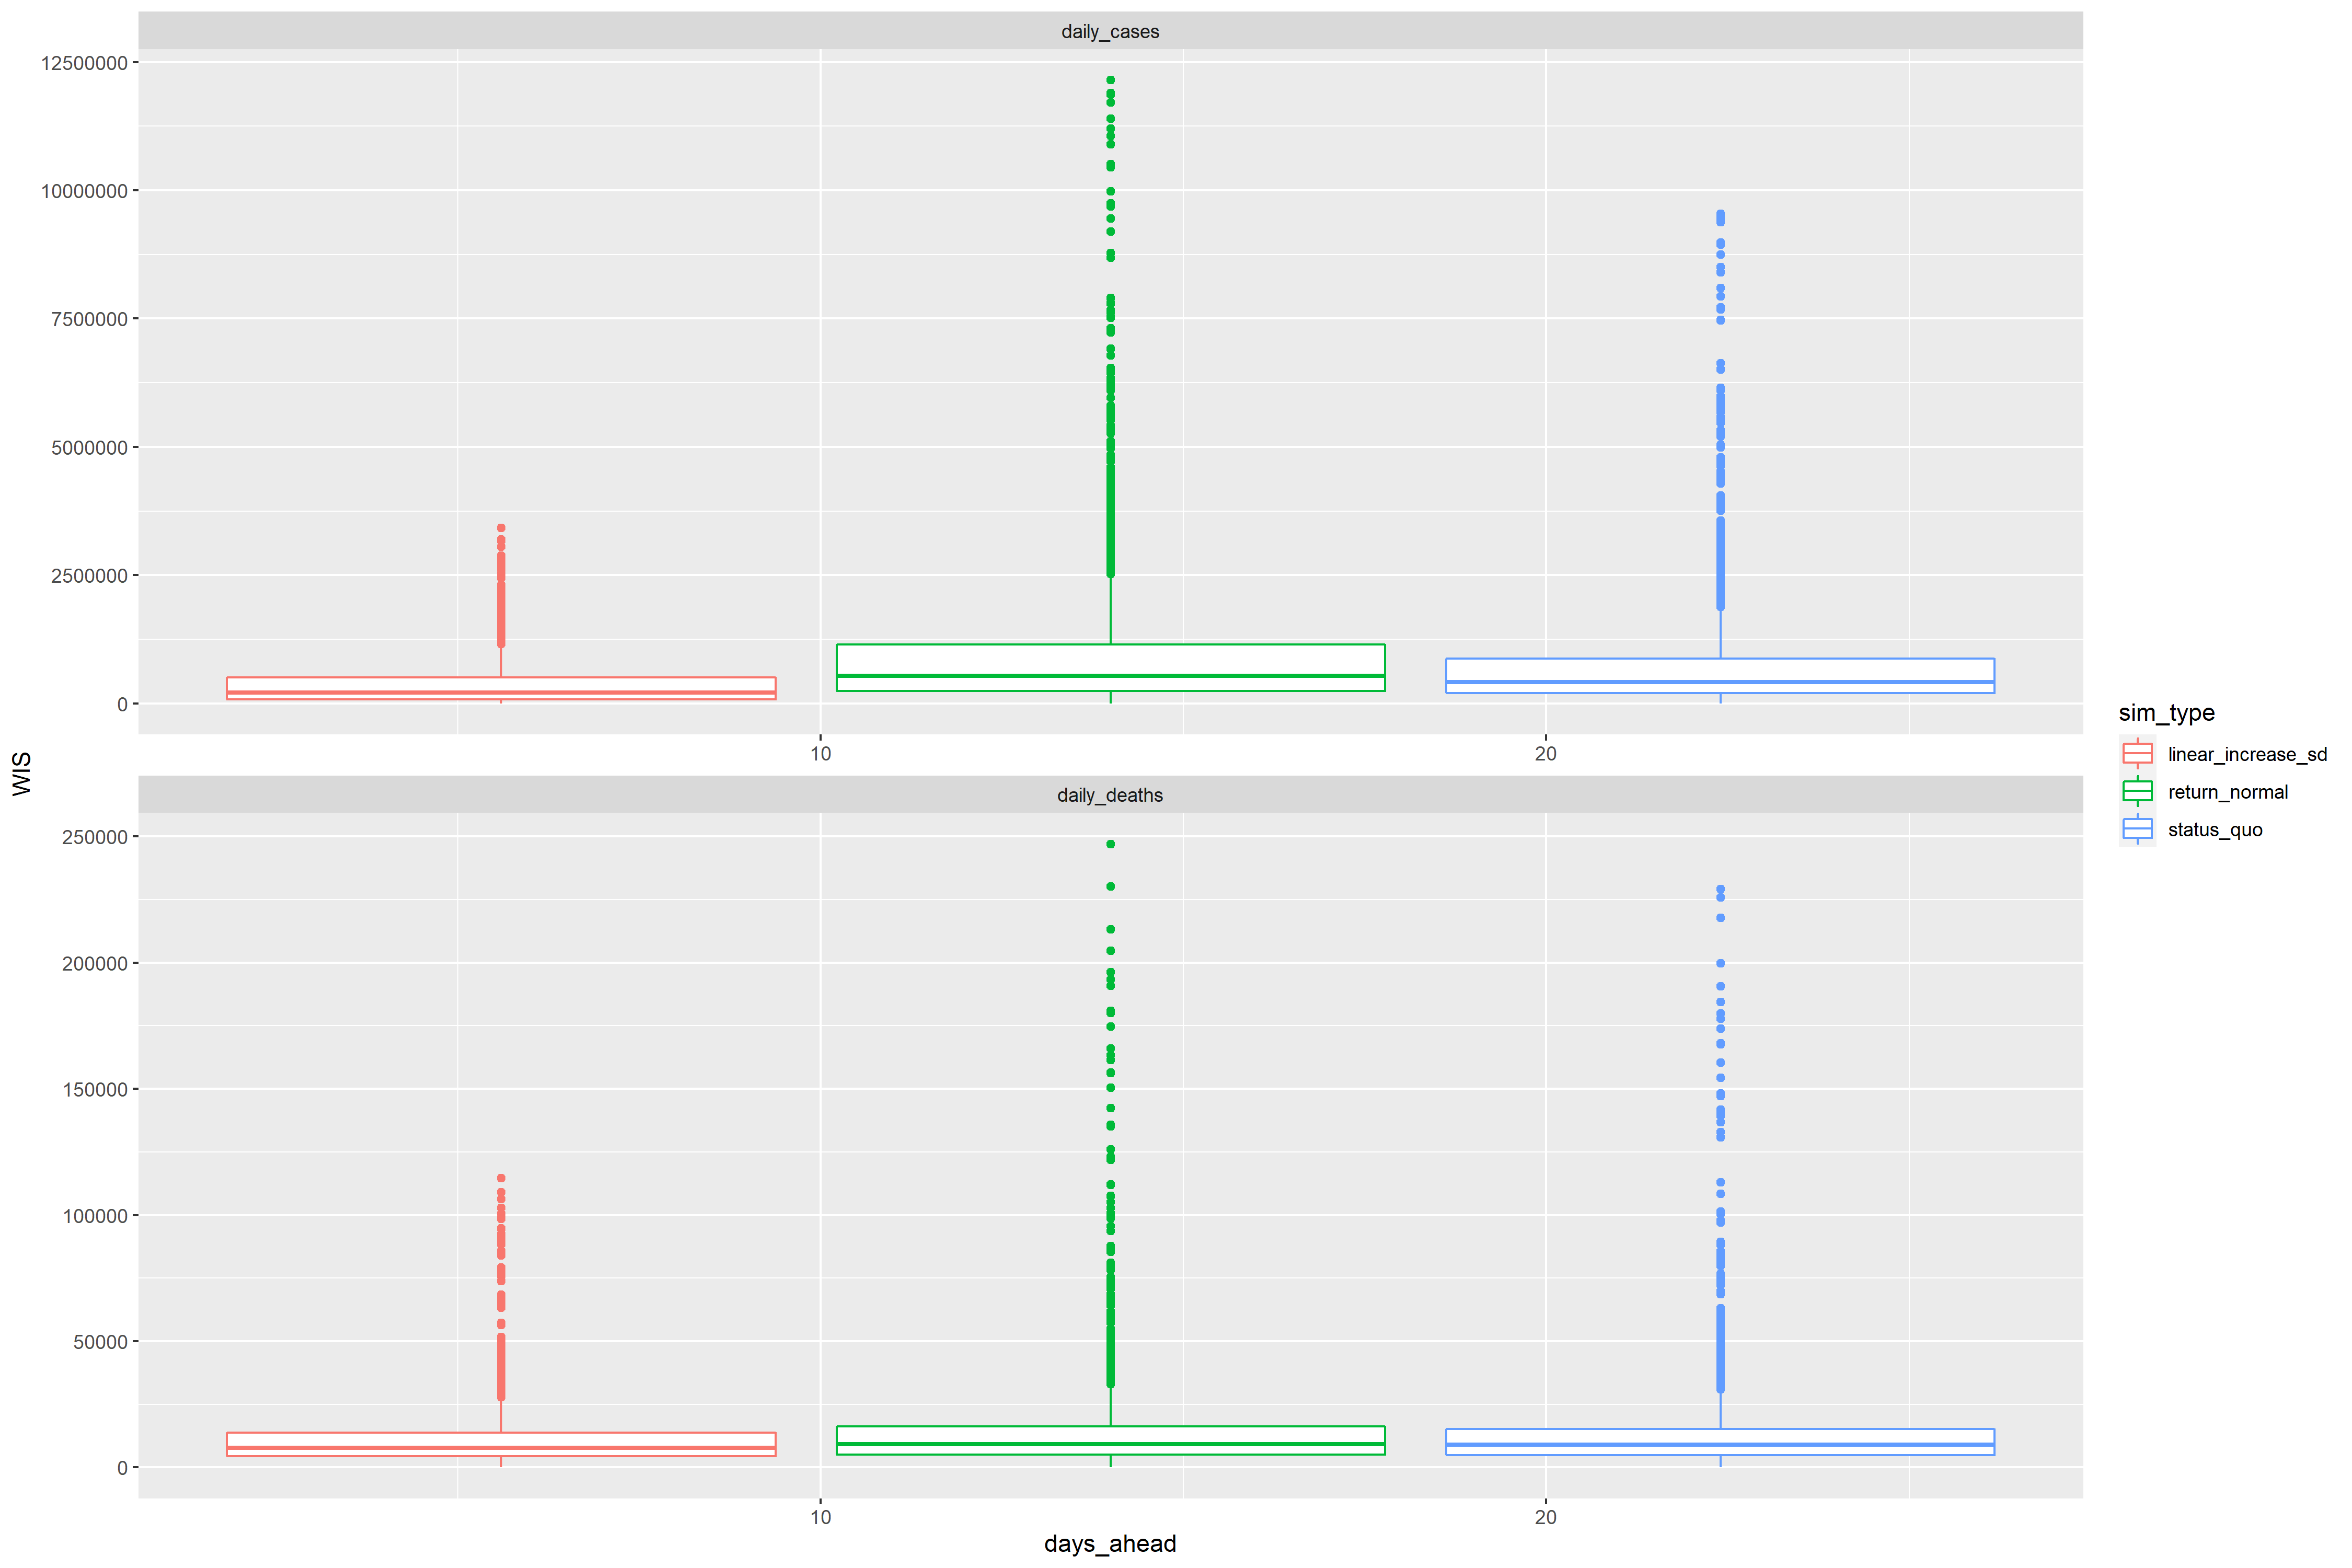 daily_cases
12500000
10000000
7500000
5000000
2500000
0
10 20
WIS
daily_deaths
250000
200000
150000
100000
50000
0
10 20
days_ahead
sim_type
linear_increase_sd
return_normal
status_quo